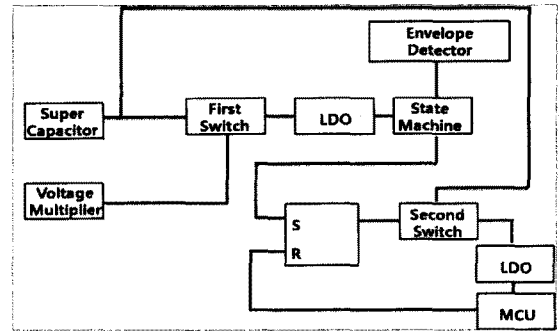 Envelope
Detector
Super
Capacitor
First
Switch
LDO
State
Machine
Voltage
Multiplier
S
R
Second
Switch
LDO
MCU